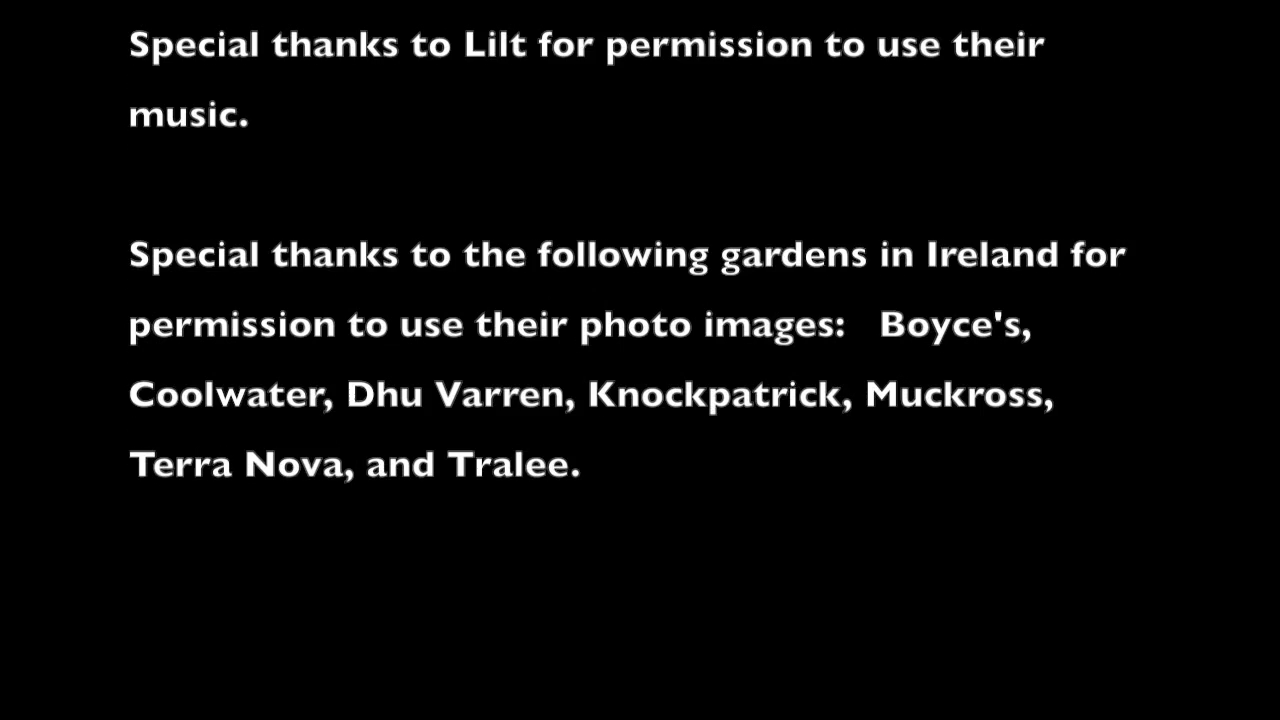 Special thanks to Lilt for permission to use their
music.
Special thanks to the following gardens in Ireland for
permission to use their photo images:   Boyce's,
Coolwater, Dhu Varren, Knockpatrick, Muckross,
Terra Nova, and Tralee.